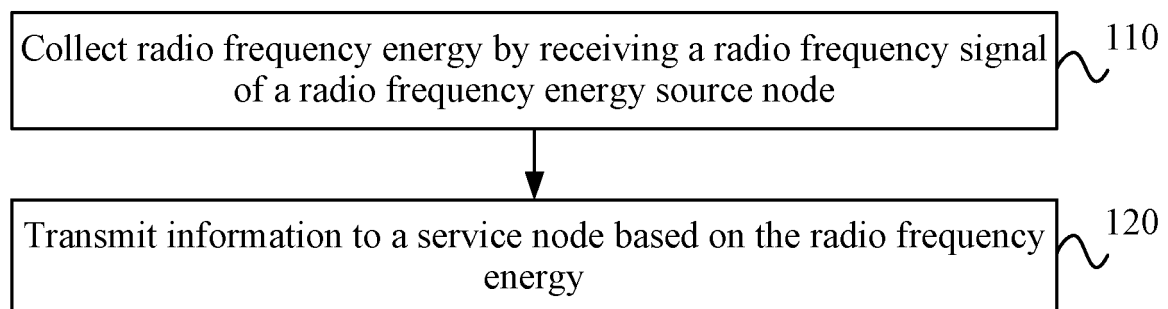 Collect radio frequency energy by receiving a radio frequency signal
of a radio frequency energy source node
110
Transmit information to a service node based on the radio frequency
energy
120